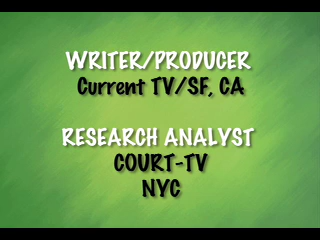 WRITER/PRODUCER
Current TV/SF, CA
RESEARCH ANALYST
COURT-TV
NYC